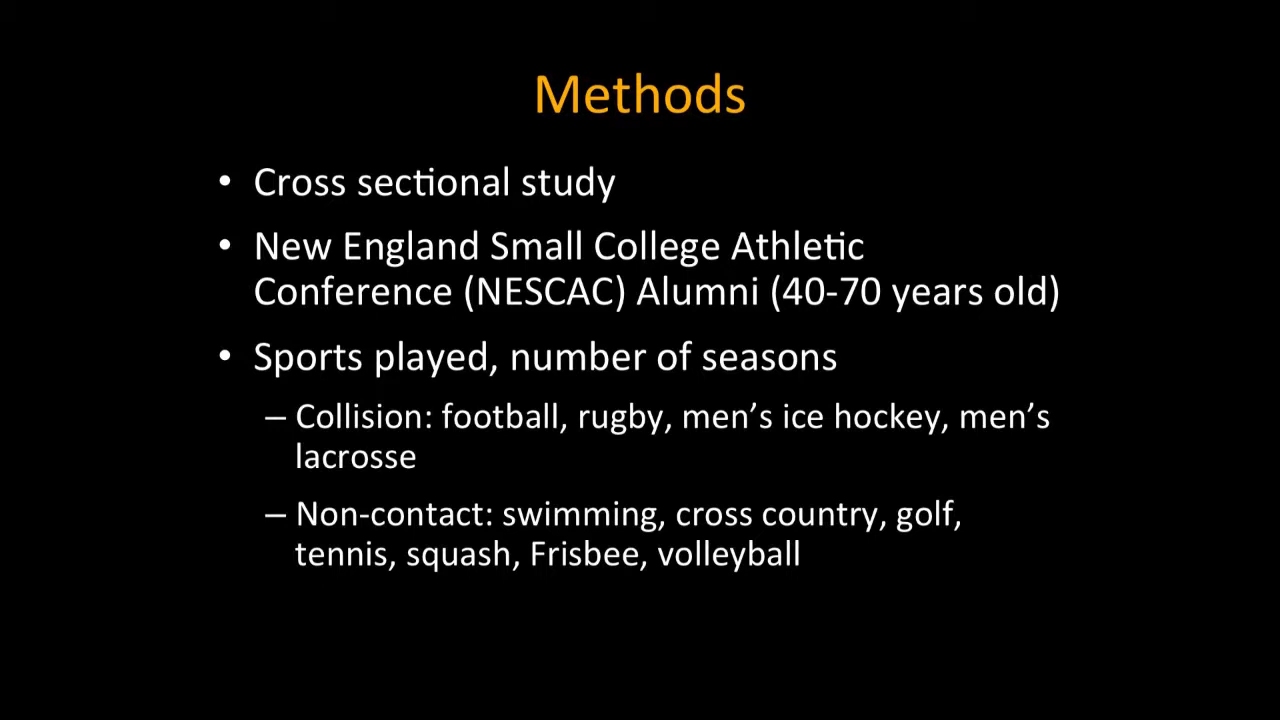 Methods
• Cross sectional study
• New England Small College Athletic
Conference (NESCAC) Alumni (40-70 years old)
• Sports played, number of seasons
– Collision: football, rugby, men’s ice hockey, men’s
lacrosse
– Non-contact: swimming, cross country, golf,
tennis, squash, Frisbee, volleyball